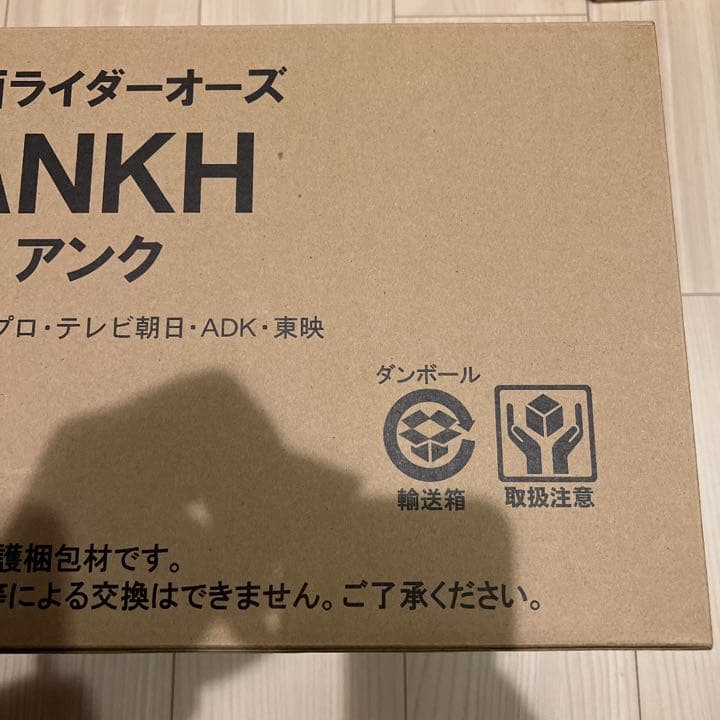 ライダーオーズ
ANKH
アンク
プロ・テレビ朝日・ADK・東映
ダンボール
輸送箱
取扱注意
護梱包材です。
等による交換はできません。ご了承ください。